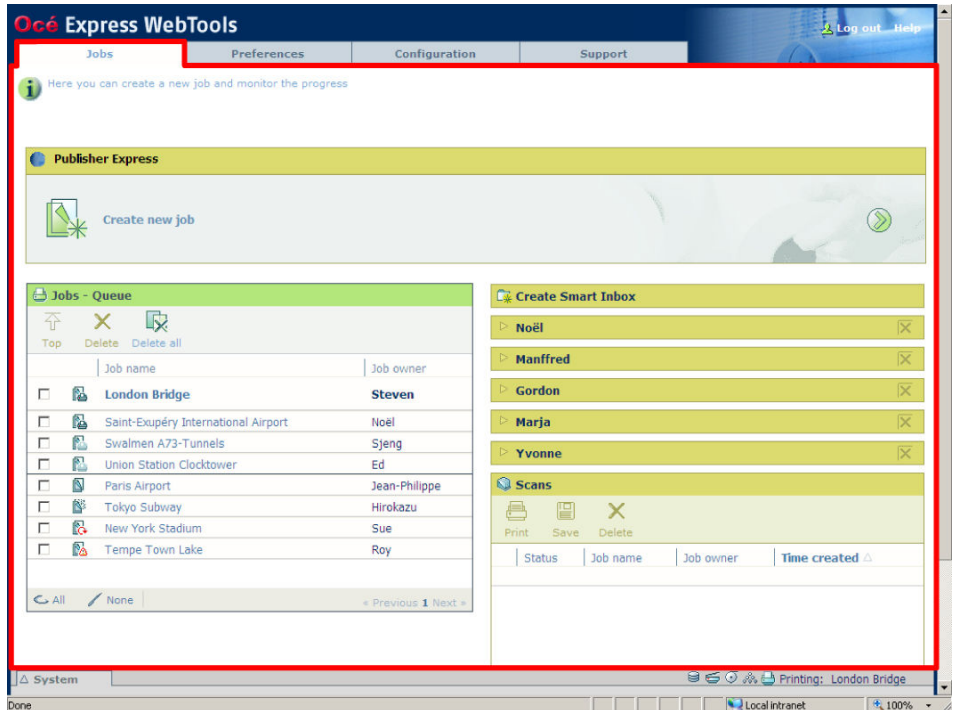 Océ Express WebTools
Log out Help
Jobs Preferences Configuration Support
Here you can create a new job and monitor the progress
Publisher Express
Create new job
Jobs - Queue
Top Delete Delete all
Job name Job owner
London Bridge Steven
Saint-Exupéry International Airport Noël
Swalmen A73-Tunnels Sjeng
Union Station Clocktower Ed
Paris Airport Jean-Philippe
Tokyo Subway Hirokazu
New York Stadium Sue
Tempe Town Lake Roy
All None « Previous 1 Next »
Create Smart Inbox
Noël
Manffred
Gordon
Marja
Yvonne
Scans
Print Save Delete
Status Job name Job owner Time created
System Printing: London Bridge
Done Local intranet 100%